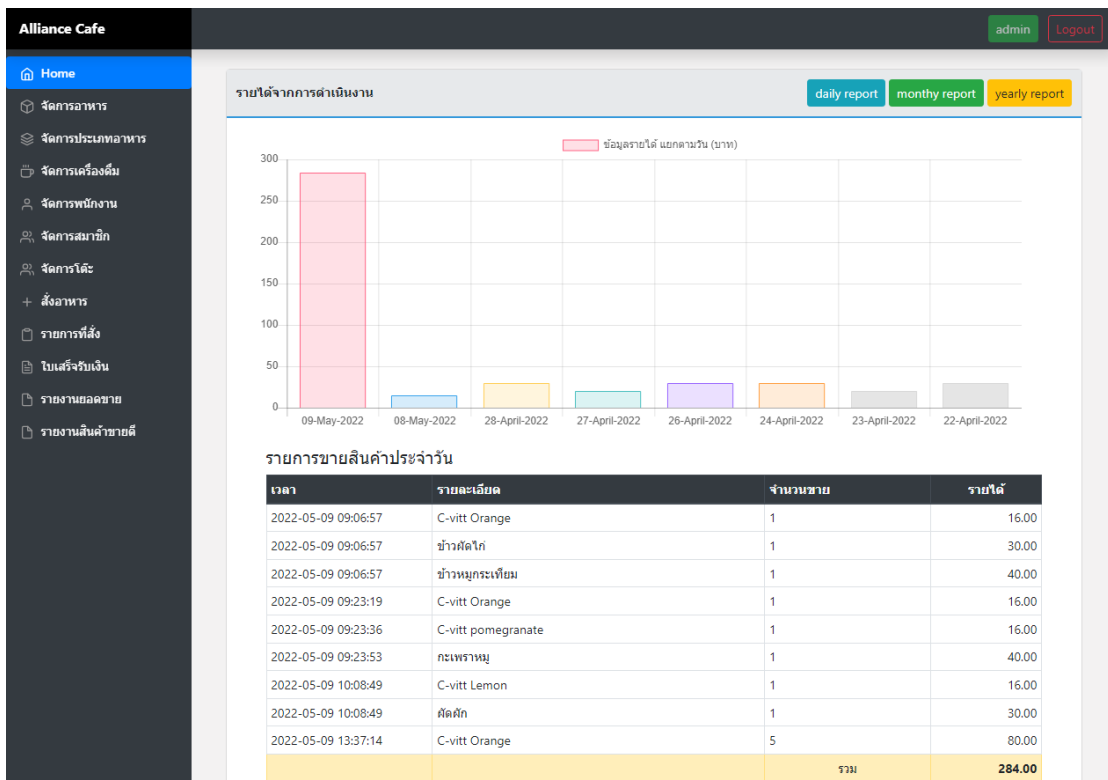 Alliance Cafe
admin Logout
Home
จัดการอาหาร
จัดการประเภทอาหาร
จัดการเครื่องดื่ม
จัดการพนักงาน
จัดการสมาชิก
จัดการโต๊ะ
สั่งอาหาร
รายการที่สั่ง
ใบเสร็จรับเงิน
รายงานยอดขาย
รายงานสินค้าขายดี
รายได้จากการดำเนินงาน daily report monthy report yearly report
ข้อมูลรายได้ แยกตามวัน (บาท)
300
250
200
150
100
50
0
09-May-2022 08-May-2022 28-April-2022 27-April-2022 26-April-2022 24-April-2022 23-April-2022 22-April-2022
รายการขายสินค้าประจำวัน
เวลา รายละเอียด จำนวนขาย รายได้
2022-05-09 09:06:57 C-vitt Orange 1 16.00
2022-05-09 09:06:57 ข้าวผัดไก่ 1 30.00
2022-05-09 09:06:57 ข้าวหมูกระเทียม 1 40.00
2022-05-09 09:23:19 C-vitt Orange 1 16.00
2022-05-09 09:23:36 C-vitt pomegranate 1 16.00
2022-05-09 09:23:53 กะเพราหมู 1 40.00
2022-05-09 10:08:49 C-vitt Lemon 1 16.00
2022-05-09 10:08:49 ผัดผัก 1 30.00
2022-05-09 13:37:14 C-vitt Orange 5 80.00
รวม 284.00